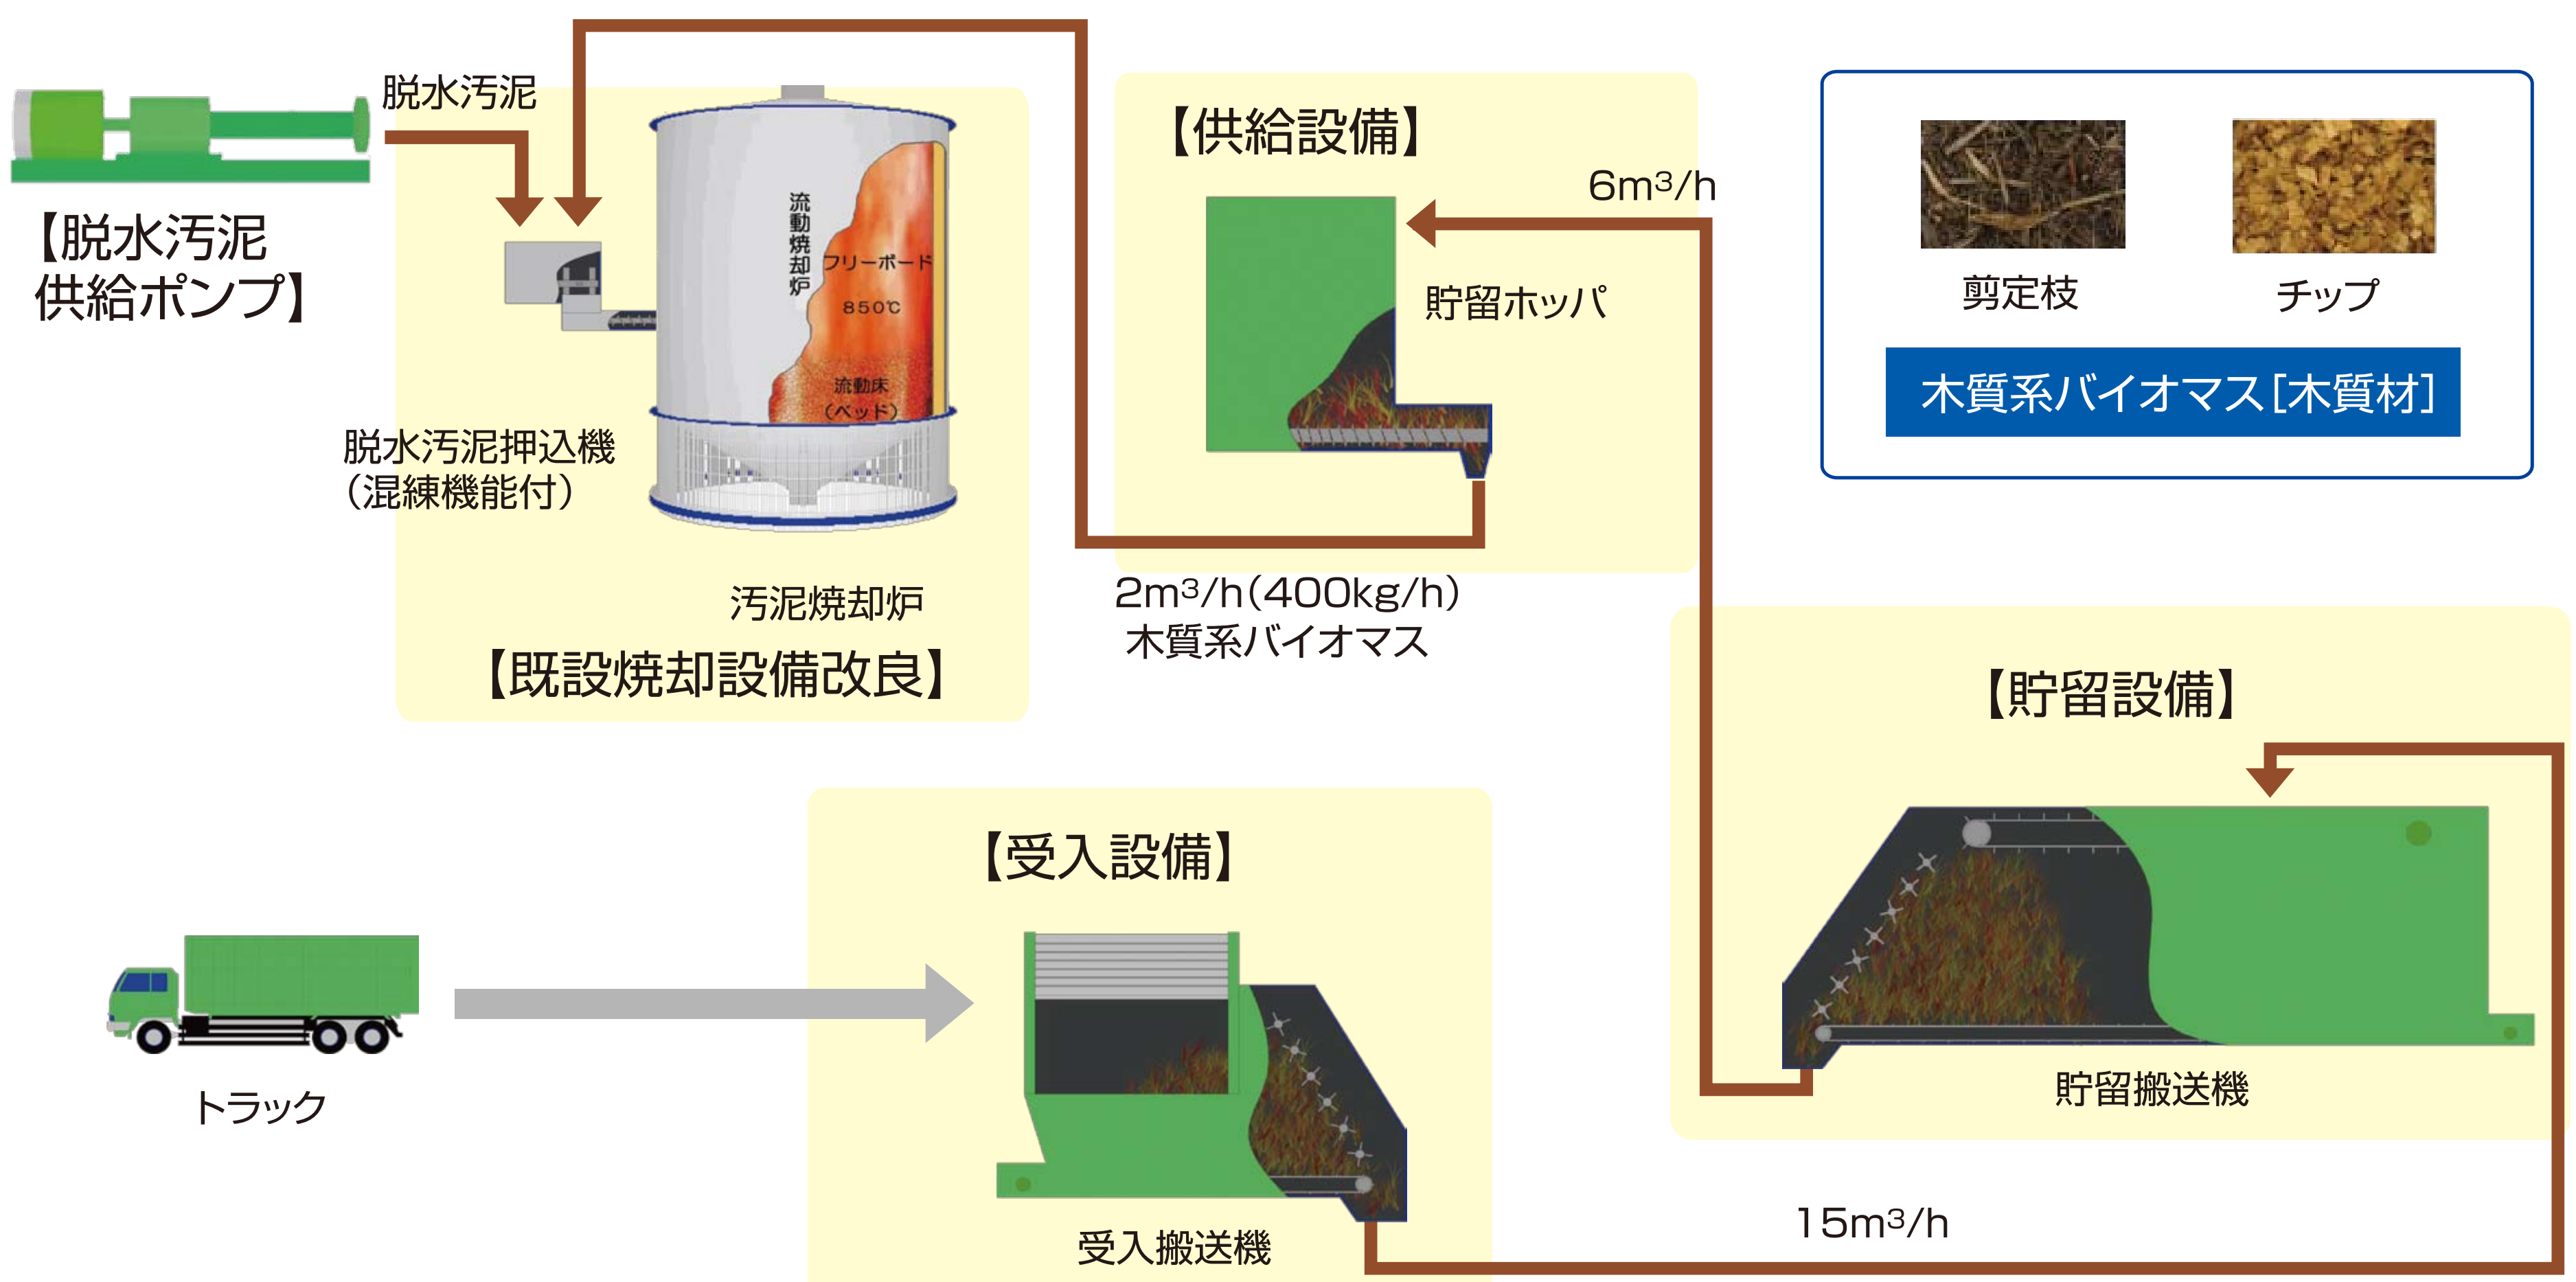 脱水汚泥
【脱水汚泥
供給ポンプ】
流動焼却炉
フリーボード
850℃
流動床
(ベッド)
脱水汚泥押込機
(混練機能付)
汚泥焼却炉
【既設焼却設備改良】
【供給設備】
6m³/h
貯留ホッパ
2m³/h(400kg/h)
木質系バイオマス
剪定枝
チップ
木質系バイオマス[木質材]
【貯留設備】
貯留搬送機
【受入設備】
トラック
受入搬送機
15m³/h